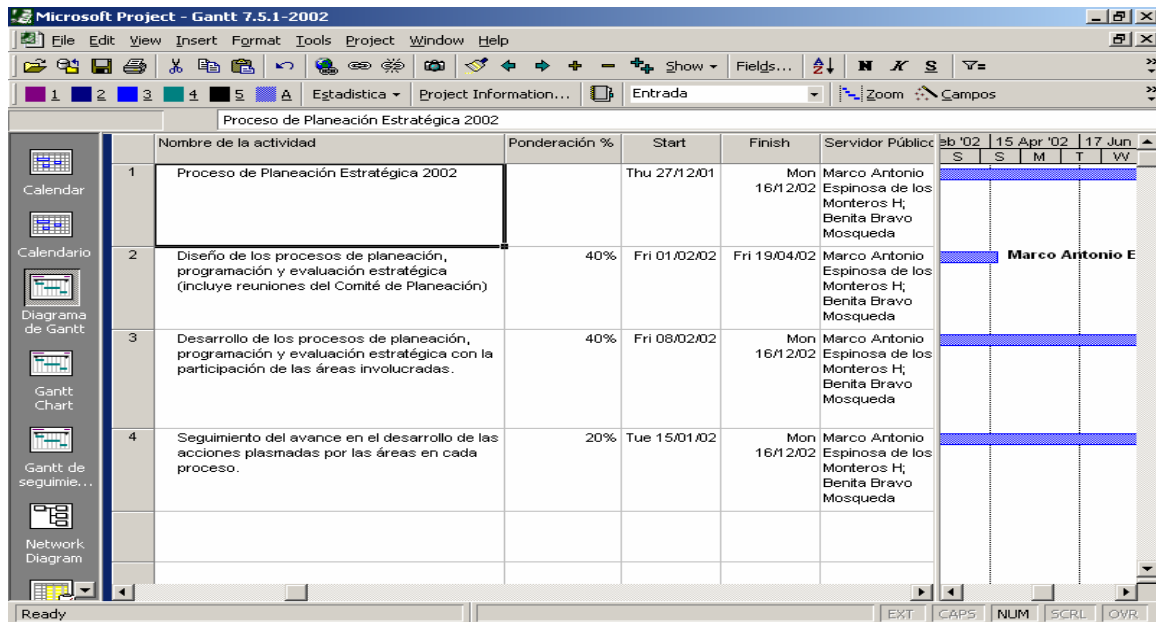 Microsoft Project - Gantt 7.5.1-2002
File Edit View Insert Format Tools Project Window Help
Show Fields... N K S
1 2 3 4 5 A Estadistica Project Information... Entrada Zoom Campos
Proceso de Planeación Estratégica 2002
Nombre de la actividad Ponderación % Start Finish Servidor Público eb '02 15 Apr '02 17 Jun
S S M T W
1 Proceso de Planeación Estratégica 2002 Thu 27/12/01 Mon Marco Antonio
16/12/02 Espinosa de los
Monteros H;
Benita Bravo
Mosqueda
2 Diseño de los procesos de planeación, 40% Fri 01/02/02 Fri 19/04/02 Marco Antonio Marco Antonio E
programación y evaluación estratégica Espinosa de los
(incluye reuniones del Comité de Planeación) Monteros H;
Benita Bravo
Mosqueda
3 Desarrollo de los procesos de planeación, 40% Fri 08/02/02 Mon Marco Antonio
programación y evaluación estratégica con la 16/12/02 Espinosa de los
participación de las áreas involucradas. Monteros H;
Benita Bravo
Mosqueda
4 Seguimiento del avance en el desarrollo de las 20% Tue 15/01/02 Mon Marco Antonio
acciones plasmadas por las áreas en cada 16/12/02 Espinosa de los
proceso. Monteros H;
Benita Bravo
Mosqueda
Calendar
Calendario
Diagrama
de Gantt
Gantt
Chart
Gantt de
seguimie...
Network
Diagram
Ready EXT CAPS NUM SCRL OVR